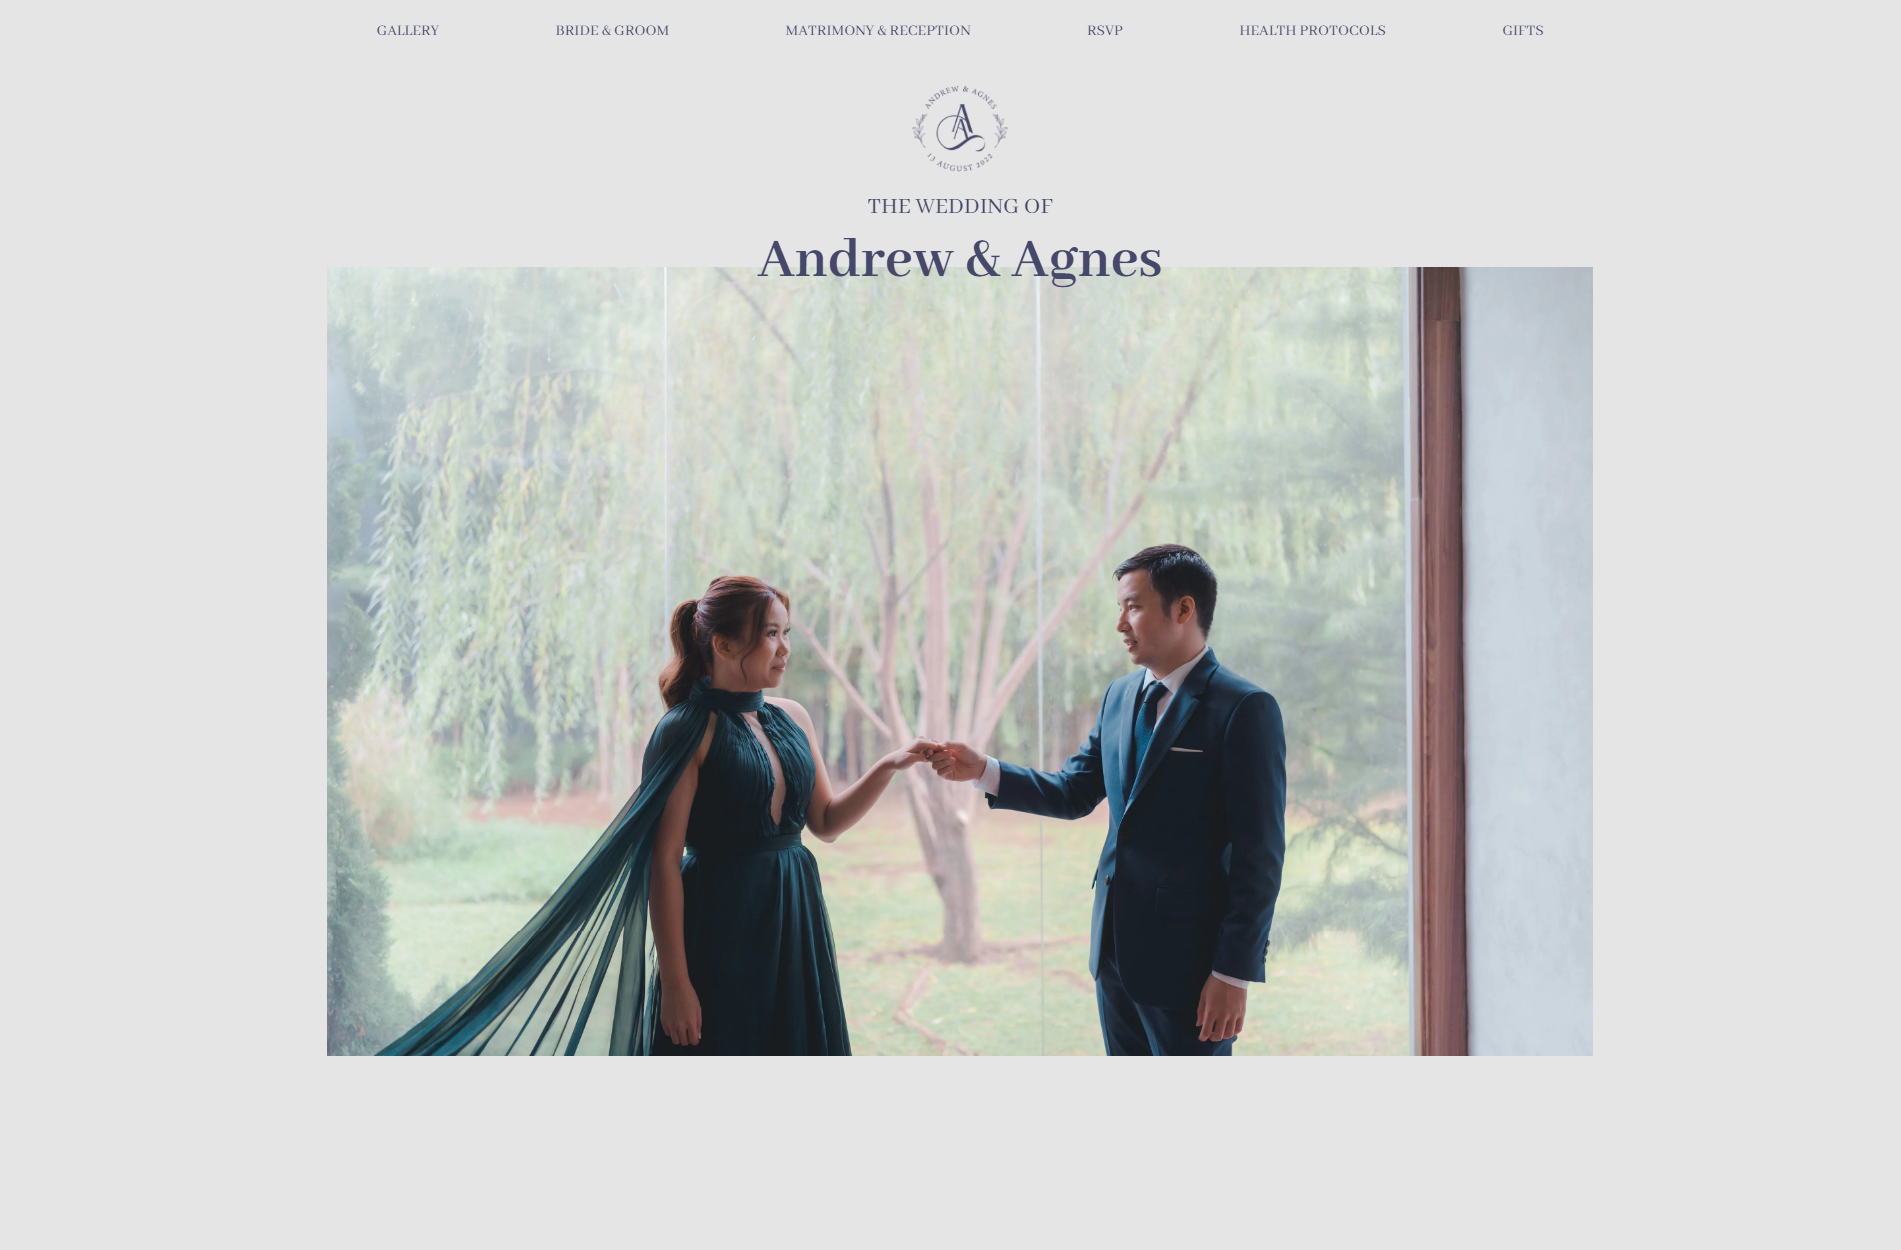 GALLERY
BRIDE & GROOM
MATRIMONY & RECEPTION
RSVP
HEALTH PROTOCOLS
GIFTS
ANDREW & AGNES
A
A
13 AUGUST 2022
THE WEDDING OF
Andrew & Agnes